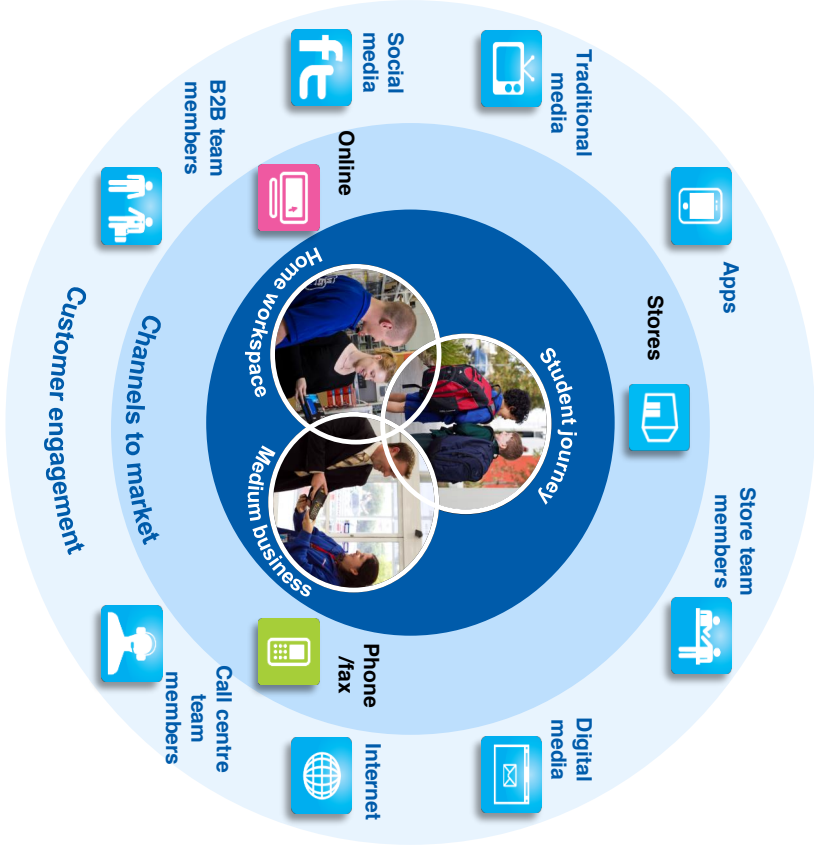 Apps
Store team
members
Traditional
media
Digital
media
Stores
Social
media
Internet
Online
Phone
/fax
Student journey
Home workspace
Medium business
B2B team
members
Call centre
team
members
Channels to market
Customer engagement